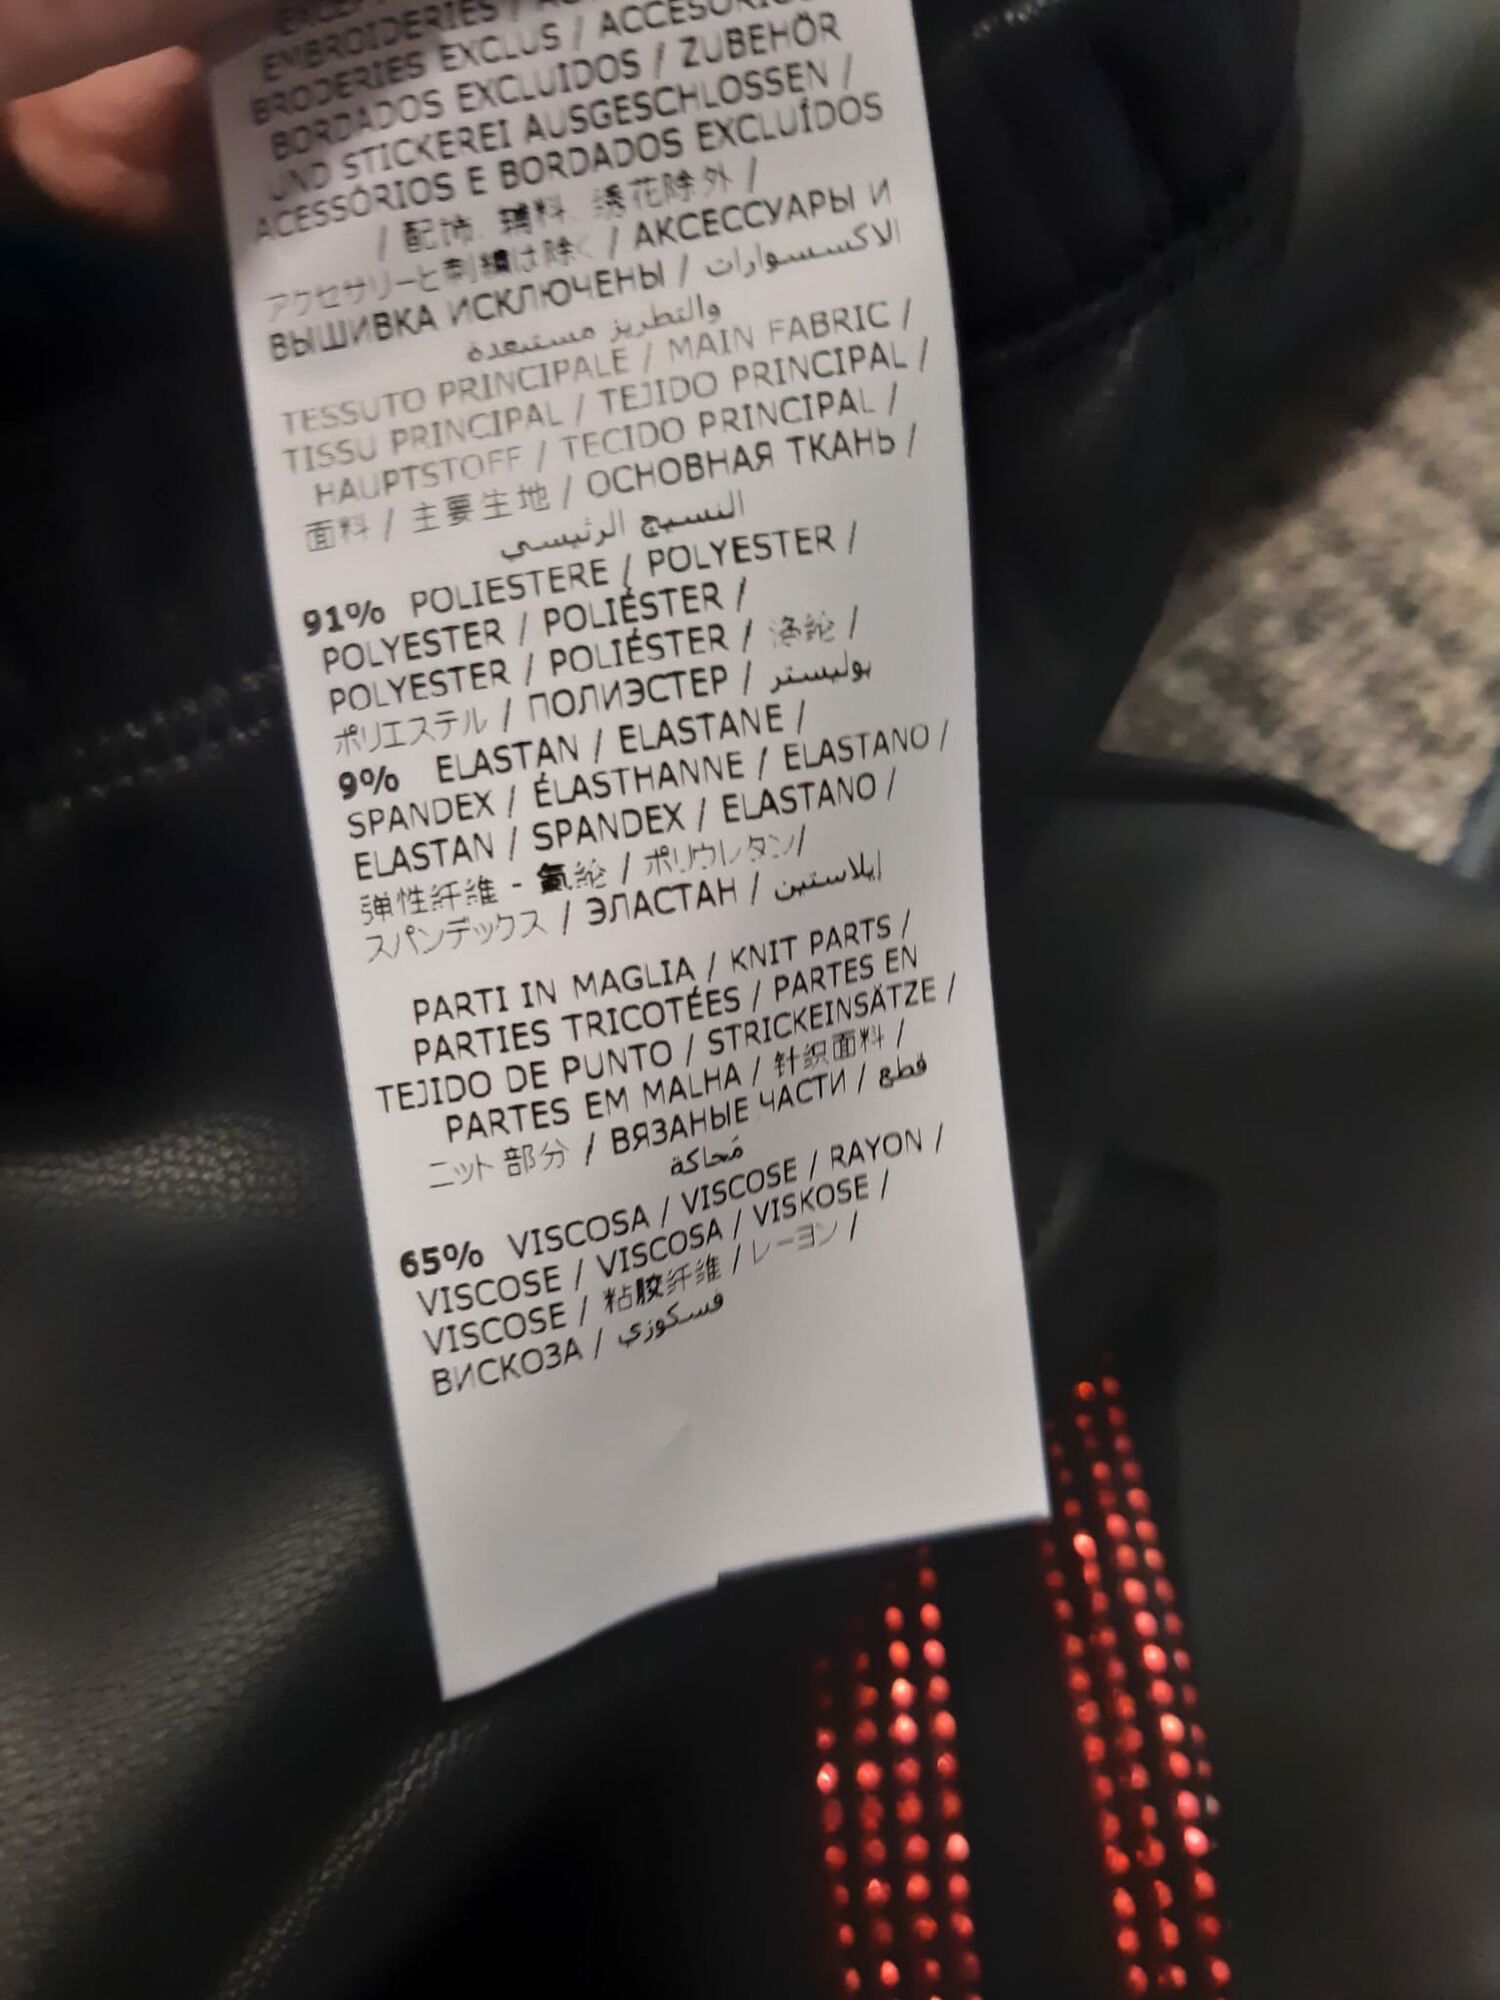 EMBROIDERIES /
BRODERIES EXCLUS /
BORDADOS EXCLUIDOS / ZUBEHÖR
UND STICKEREI AUSGESCHLOSSEN /
ACESSÓRIOS E BORDADOS EXCLUÍDOS
/ 配饰、辅料、绣花除外 /
アクセサリーと刺繍は除く / АКСЕССУАРЫ И
ВЫШИВКА ИСКЛЮЧЕНЫ / الاكسسوارات
والتطريز مستبعدة
TESSUTO PRINCIPALE / MAIN FABRIC /
TISSU PRINCIPAL / TEJIDO PRINCIPAL /
HAUPTSTOFF / TECIDO PRINCIPAL /
面料 / 主要生地 / ОСНОВНАЯ ТКАНЬ /
النسيج الرئيسي
91% POLIESTERE / POLYESTER /
POLYESTER / POLIÉSTER /
POLYESTER / POLIÉSTER / 涤纶 /
ポリエステル / ПОЛИЭСТЕР / بوليستر
9% ELASTAN / ELASTANE /
SPANDEX / ÉLASTHANNE / ELASTANO /
ELASTAN / SPANDEX / ELASTANO /
弹性纤维 - 氨纶 / ポリウレタン/
スパンデックス / ЭЛАСТАН / إيلاستين
PARTI IN MAGLIA / KNIT PARTS /
PARTIES TRICOTÉES / PARTES EN
TEJIDO DE PUNTO / STRICKEINSÄTZE /
PARTES EM MALHA / 针织面料 /
ニット部分 / ВЯЗАНЫЕ ЧАСТИ / قطع
مُحاكة
65% VISCOSA / VISCOSE / RAYON /
VISCOSE / VISCOSA / VISKOSE /
VISCOSE / 粘胶纤维 / レーヨン /
ВИСКОЗА / فسكوزي